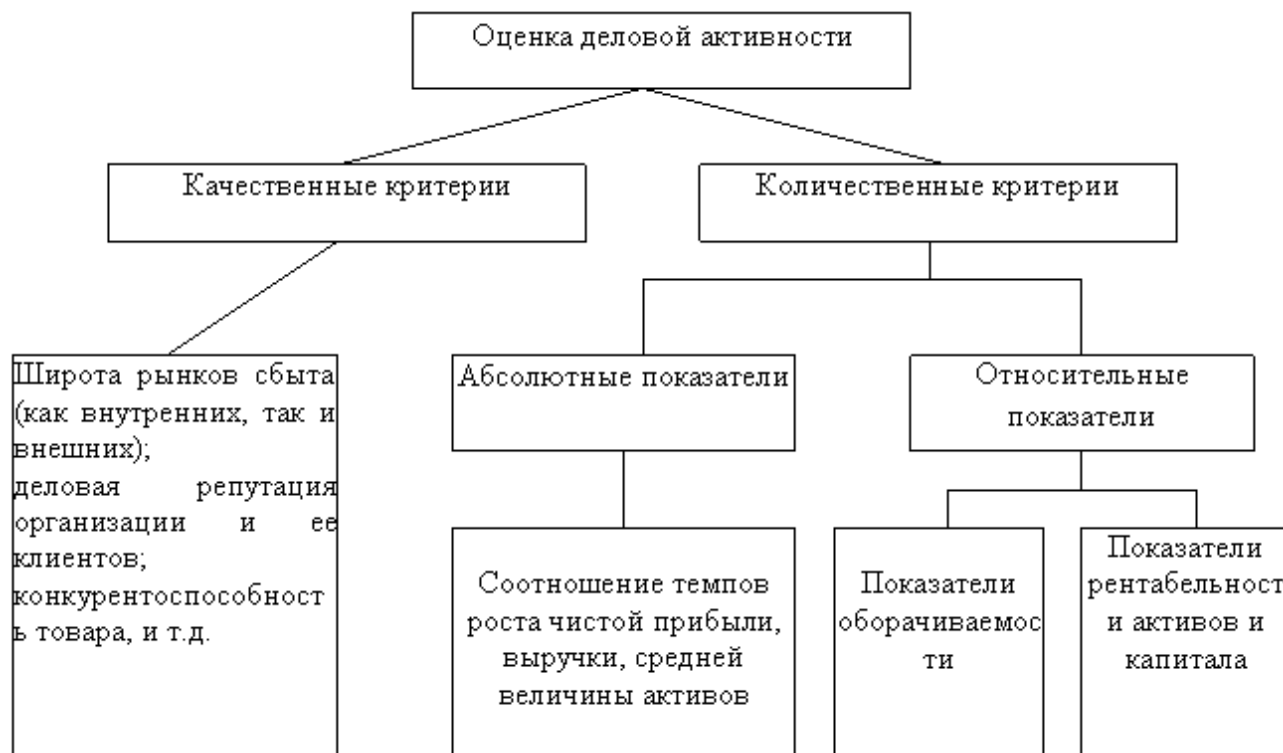 Оценка деловой активности
Качественные критерии
Количественные критерии
Широта рынков сбыта
(как внутренних, так и
внешних);
деловая репутация
организации и ее
клиентов;
конкурентоспособност
ь товара, и т.д.
Абсолютные показатели
Относительные
показатели
Соотношение темпов
роста чистой прибыли,
выручки, средней
величины активов
Показатели
оборачиваемос
ти
Показатели
рентабельност
и активов и
капитала